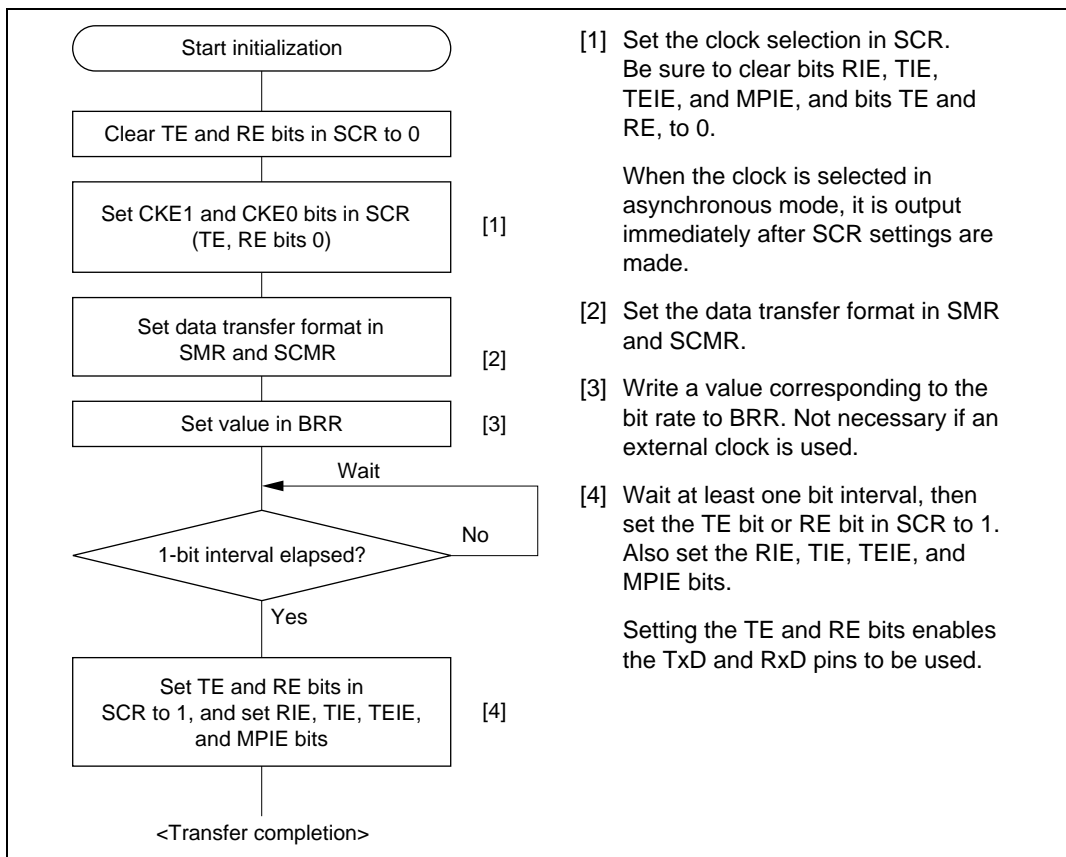 Start initialization
Clear TE and RE bits in SCR to 0
Set CKE1 and CKE0 bits in SCR
(TE, RE bits 0)
[1]
Set data transfer format in
SMR and SCMR
[2]
Set value in BRR
[3]
Wait
No
1-bit interval elapsed?
Yes
Set TE and RE bits in
SCR to 1, and set RIE, TIE, TEIE,
and MPIE bits
[4]
<Transfer completion>
[1] Set the clock selection in SCR.
Be sure to clear bits RIE, TIE,
TEIE, and MPIE, and bits TE and
RE, to 0.
When the clock is selected in
asynchronous mode, it is output
immediately after SCR settings are
made.
[2] Set the data transfer format in SMR
and SCMR.
[3] Write a value corresponding to the
bit rate to BRR. Not necessary if an
external clock is used.
[4] Wait at least one bit interval, then
set the TE bit or RE bit in SCR to 1.
Also set the RIE, TIE, TEIE, and
MPIE bits.
Setting the TE and RE bits enables
the TxD and RxD pins to be used.